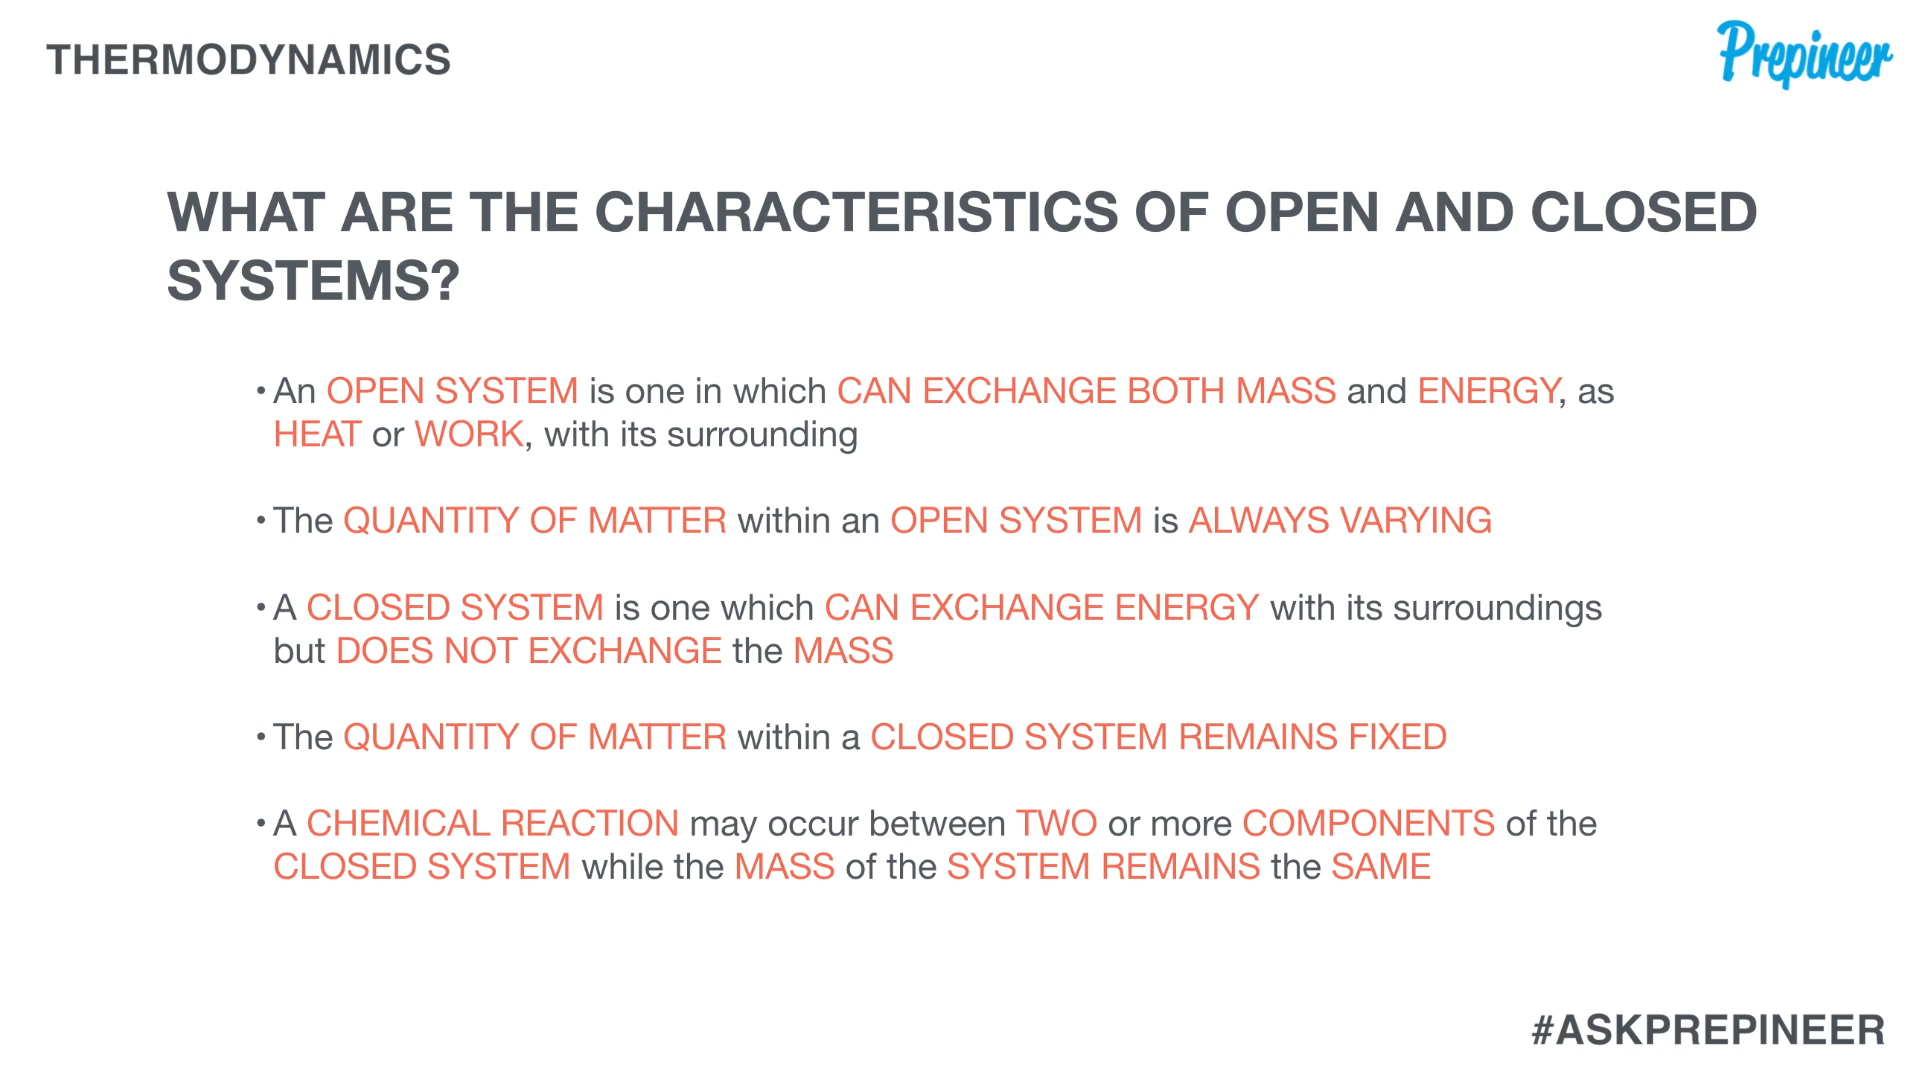 THERMODYNAMICS
Prepineer
WHAT ARE THE CHARACTERISTICS OF OPEN AND CLOSED
SYSTEMS?
• An OPEN SYSTEM is one in which CAN EXCHANGE BOTH MASS and ENERGY, as
HEAT or WORK, with its surrounding
• The QUANTITY OF MATTER within an OPEN SYSTEM is ALWAYS VARYING
• A CLOSED SYSTEM is one which CAN EXCHANGE ENERGY with its surroundings
but DOES NOT EXCHANGE the MASS
• The QUANTITY OF MATTER within a CLOSED SYSTEM REMAINS FIXED
• A CHEMICAL REACTION may occur between TWO or more COMPONENTS of the
CLOSED SYSTEM while the MASS of the SYSTEM REMAINS the SAME
#ASKPREPINEER